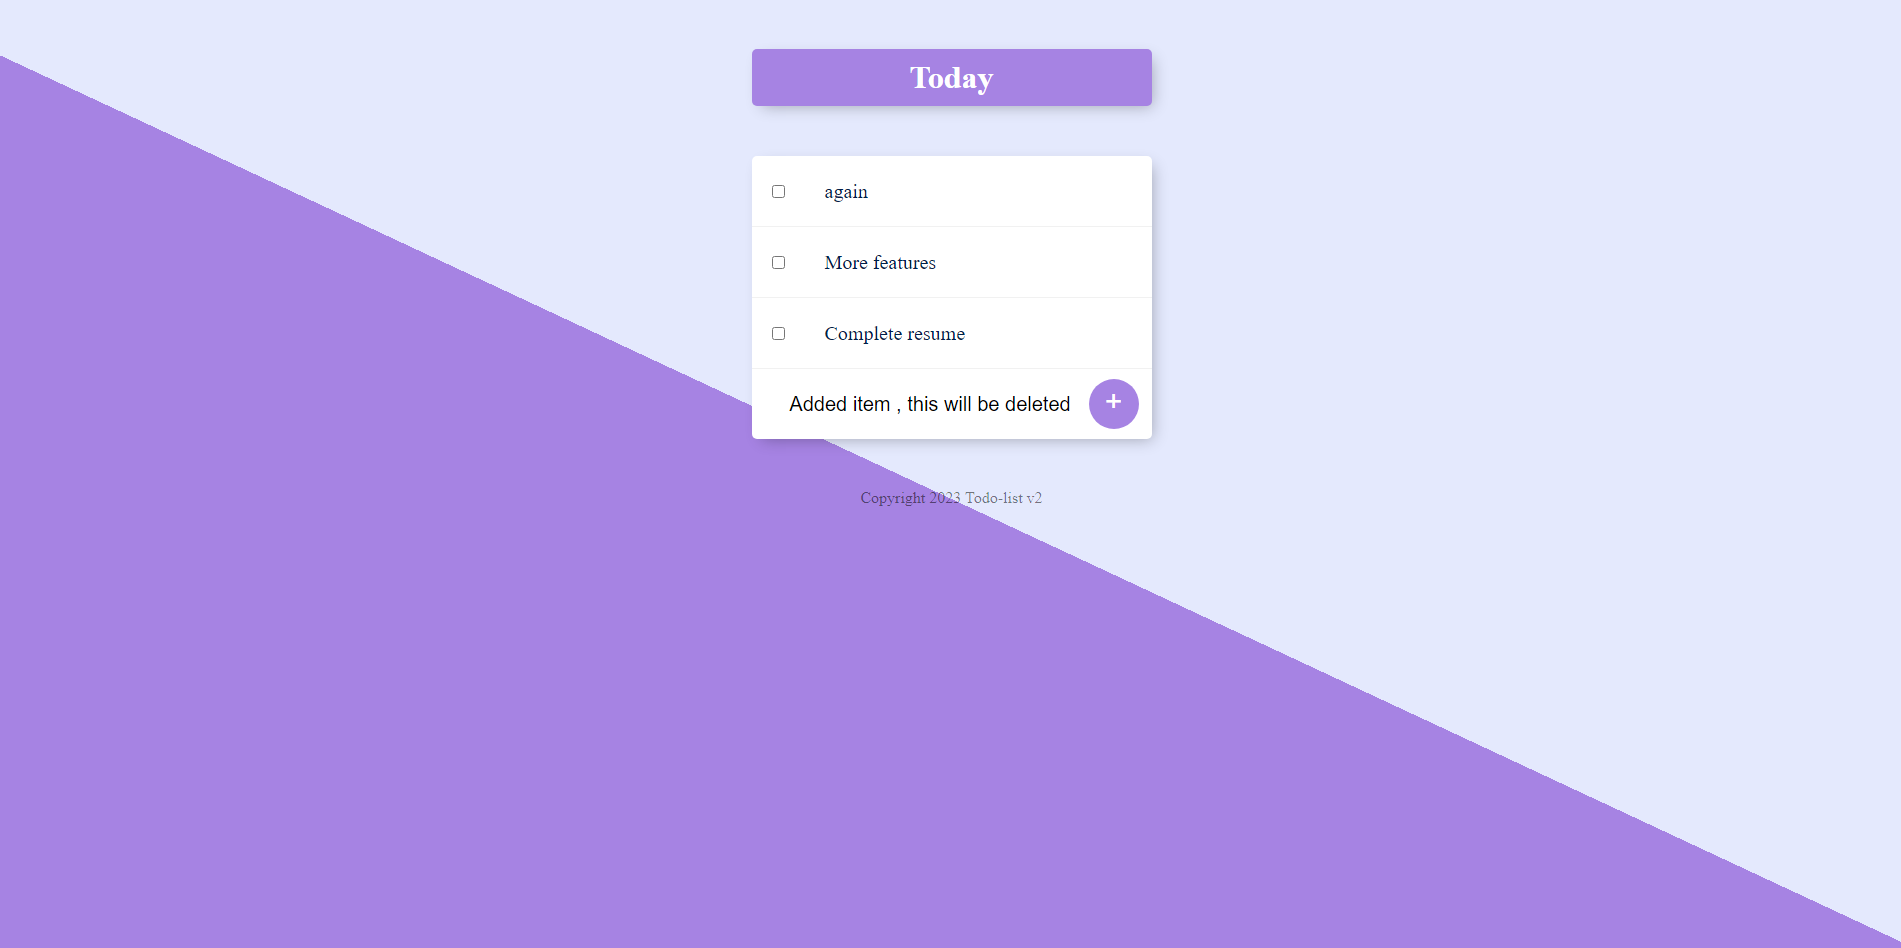 Today
again
More features
Complete resume
Added item , this will be deleted +
Copyright 2023 Todo-list v2